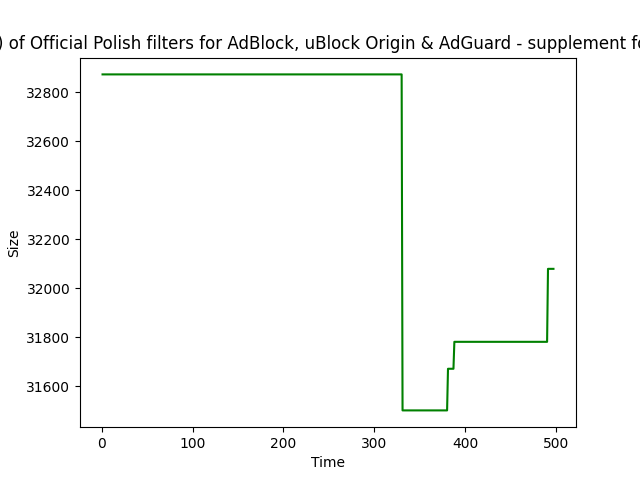 ) of Official Polish filters for AdBlock, uBlock Origin & AdGuard - supplement fo
32800
32600
32400
32200
32000
31800
31600
Size
0 100 200 300 400 500
Time